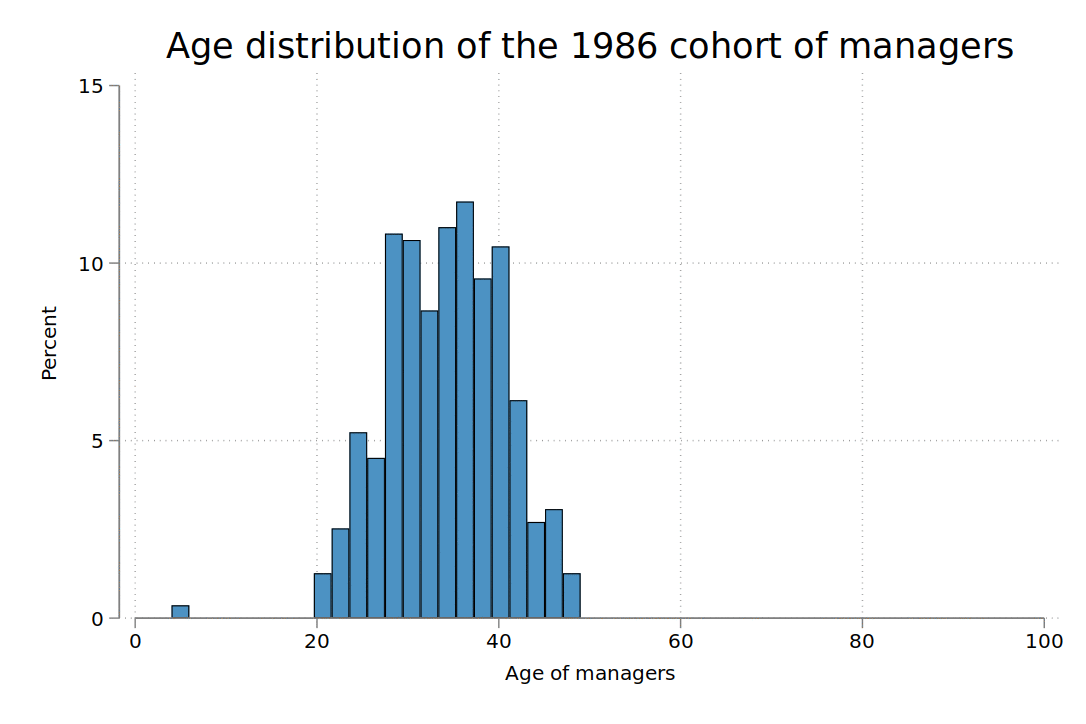 Age distribution of the 1986 cohort of managers
15
10
5
0
Percent
0 20 40 60 80 100
Age of managers